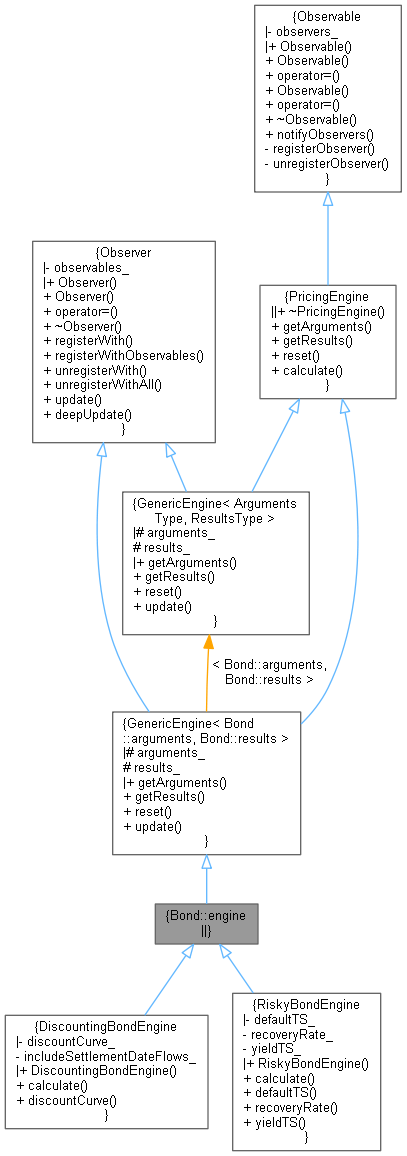 {Observable
|- observers_
|+ Observable()
+ Observable()
+ operator=()
+ Observable()
+ operator=()
+ ~Observable()
+ notifyObservers()
- registerObserver()
- unregisterObserver()
}
{Observer
|- observables_
|+ Observer()
+ Observer()
+ operator=()
+ ~Observer()
+ registerWith()
+ registerWithObservables()
+ unregisterWith()
+ unregisterWithAll()
+ update()
+ deepUpdate()
}
{PricingEngine
||+ ~PricingEngine()
+ getArguments()
+ getResults()
+ reset()
+ calculate()
}
{GenericEngine< Arguments
Type, ResultsType >
|# arguments_
# results_
|+ getArguments()
+ getResults()
+ reset()
+ update()
}
< Bond::arguments,
Bond::results >
{GenericEngine< Bond
::arguments, Bond::results >
|# arguments_
# results_
|+ getArguments()
+ getResults()
+ reset()
+ update()
}
{Bond::engine
||}
{DiscountingBondEngine
|- discountCurve_
- includeSettlementDateFlows_
|+ DiscountingBondEngine()
+ calculate()
+ discountCurve()
}
{RiskyBondEngine
|- defaultTS_
- recoveryRate_
- yieldTS_
|+ RiskyBondEngine()
+ calculate()
+ defaultTS()
+ recoveryRate()
+ yieldTS()
}